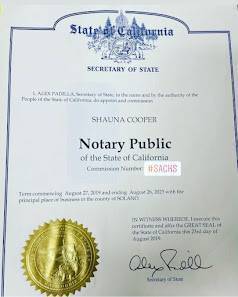 State of California
SECRETARY OF STATE
I, ALEX PADILLA, Secretary of State, in the name and by the authority of the
People of the State of California, do appoint and commission
SHAUNA COOPER
Notary Public
of the State of California
Commission Number: #SACHS
Term commencing August 27, 2019 and ending August 26, 2023 with the
principal place of business in the county of SOLANO.
IN WITNESS WHEREOF, I execute this
certificate and affix the GREAT SEAL of
the State of California this 23rd day of
August 2019.
Secretary of State